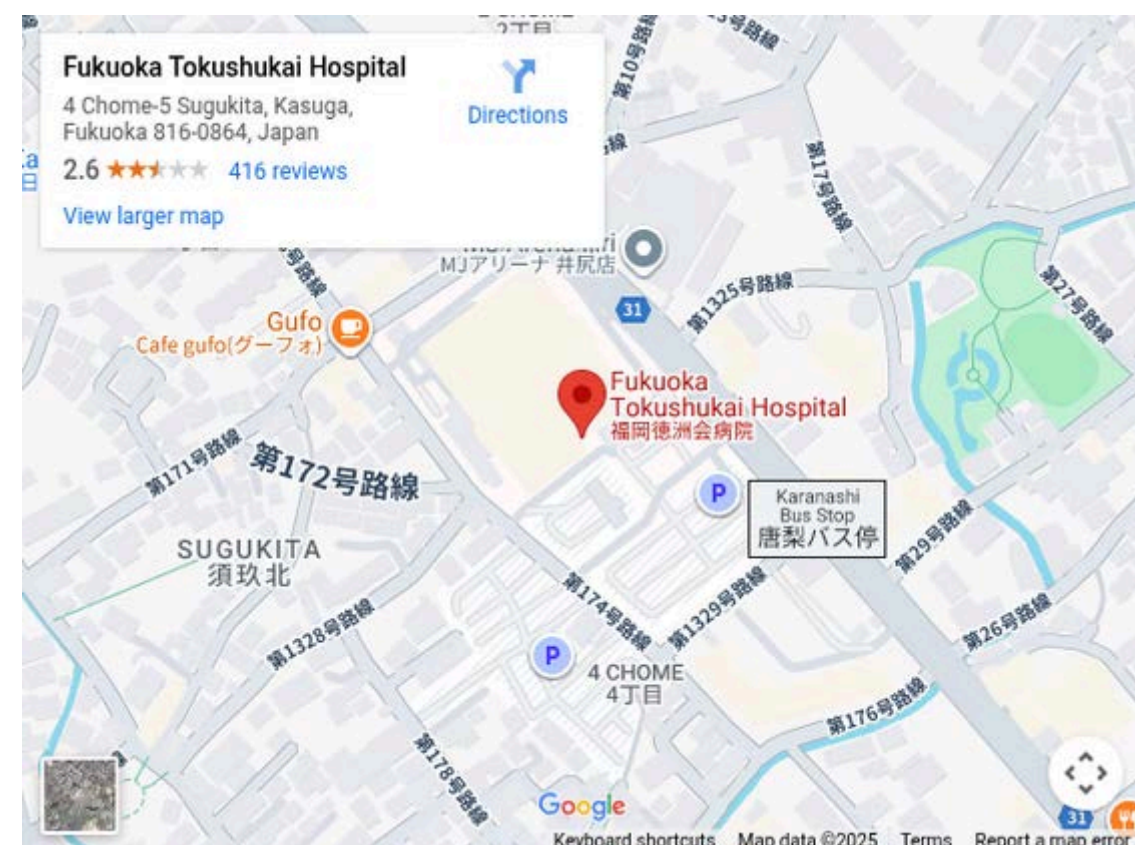 2丁目
Fukuoka Tokushukai Hospital
4 Chome-5 Sugukita, Kasuga,
Fukuoka 816-0864, Japan
2.6
416 reviews
View larger map
Directions
第10号路線
第17号路線
MJアリーナ 井尻店
31
第1325号路線
第27号路線
Gufo
Cafe gufo(グーフォ)
Fukuoka
Tokushukai Hospital
福岡徳洲会病院
第171号路線
第172号路線
P
Karanashi
Bus Stop
唐梨バス停
第29号路線
SUGUKITA
須玖北
第174号路線
第1329号路線
第1328号路線
第26号路線
P
4 CHOME
4丁目
第176号路線
第178号路線
Google
31
Keyboard shortcuts
Map data ©2025
Terms
Report a map error